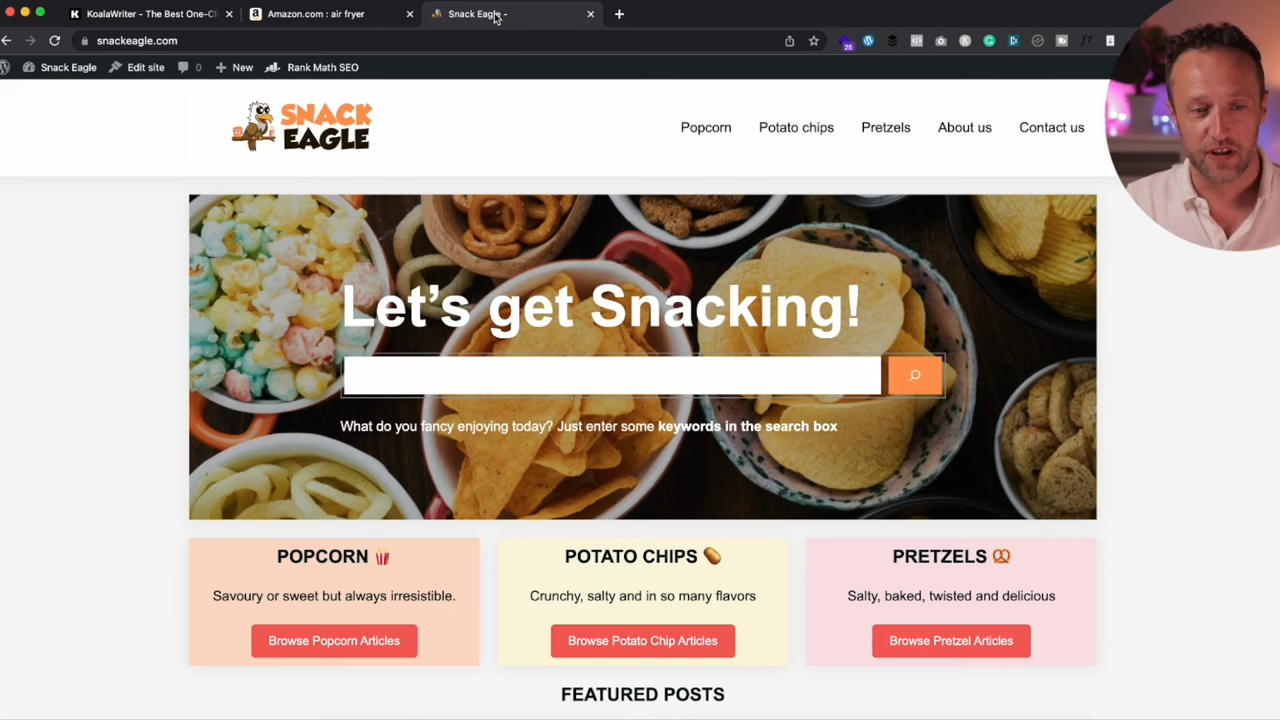 KoalaWriter - The Best One-Cli
Amazon.com : air fryer
Snack Eagle -
snackeagle.com
26
Snack Eagle
Edit site
0
New
Rank Math SEO
SNACK
EAGLE
Popcorn
Potato chips
Pretzels
About us
Contact us
Let's get Snacking!
What do you fancy enjoying today? Just enter some keywords in the search box
POPCORN
Savoury or sweet but always irresistible.
Browse Popcorn Articles
POTATO CHIPS
Crunchy, salty and in so many flavors
Browse Potato Chip Articles
PRETZELS
Salty, baked, twisted and delicious
Browse Pretzel Articles
FEATURED POSTS